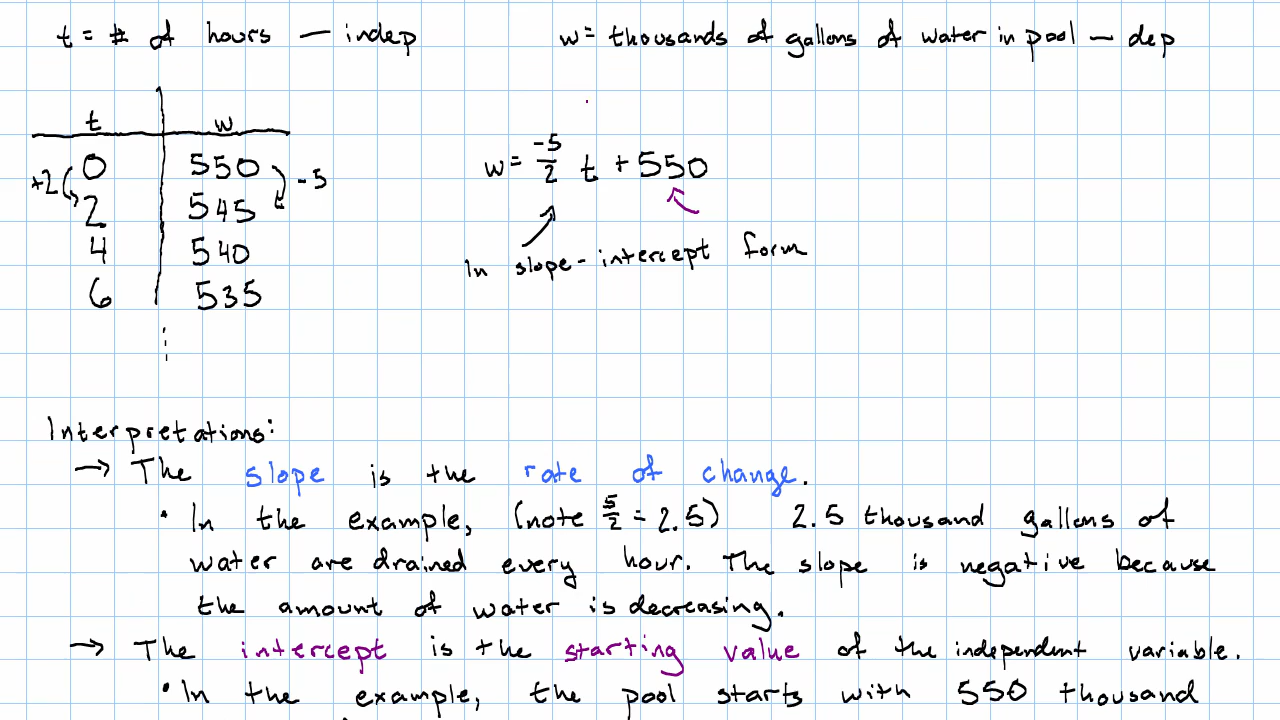 t = # of hours — indep
w = thousands of gallons of water in pool — dep
t w
0 550
+2 -5
2 545
4 540
6 535
w = -5/2 t + 550
In slope-intercept form
Interpretations:
→ The slope is the rate of change.
• In the example, (note 5/2 = 2.5) 2.5 thousand gallons of
water are drained every hour. The slope is negative because
the amount of water is decreasing.
→ The intercept is the starting value of the independent variable.
• In the example, the pool starts with 550 thousand